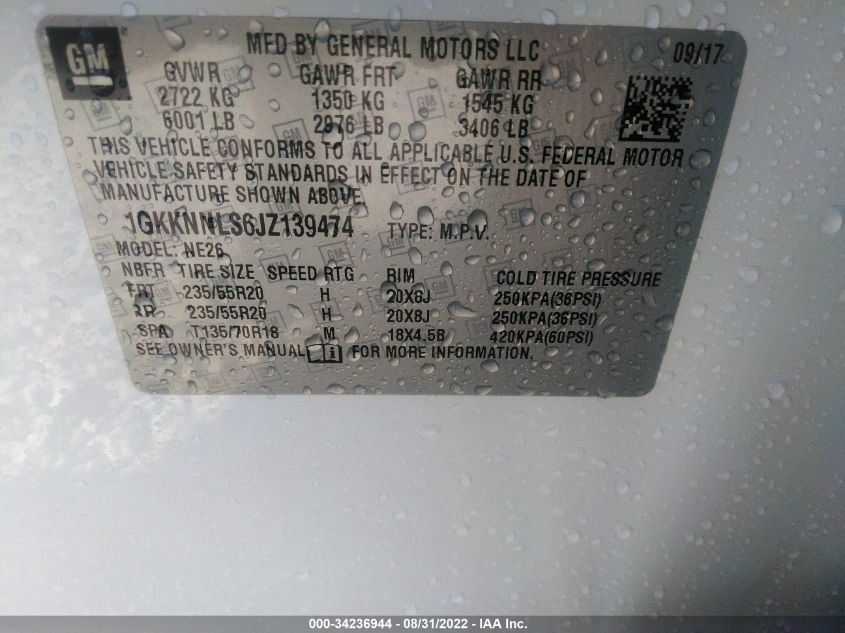 GM
MFD BY GENERAL MOTORS LLC 09/17
GVWR GAWR FRT GAWR RR
2722 KG 1350 KG 1545 KG
6001 LB 2976 LB 3406 LB
THIS VEHICLE CONFORMS TO ALL APPLICABLE U.S. FEDERAL MOTOR
VEHICLE SAFETY STANDARDS IN EFFECT ON THE DATE OF
MANUFACTURE SHOWN ABOVE.
1GKKNNLS6JZ139474 TYPE: M.P.V.
MODEL: NE26
NBFR TIRE SIZE SPEED RTG RIM COLD TIRE PRESSURE
FRT 235/55R20 H 20X8J 250KPA(36PSI)
RR 235/55R20 H 20X8J 250KPA(36PSI)
SPA T135/70R18 M 18X4.5B 420KPA(60PSI)
SEE OWNER'S MANUAL FOR MORE INFORMATION.
000-34236944 - 08/31/2022 - IAA Inc.